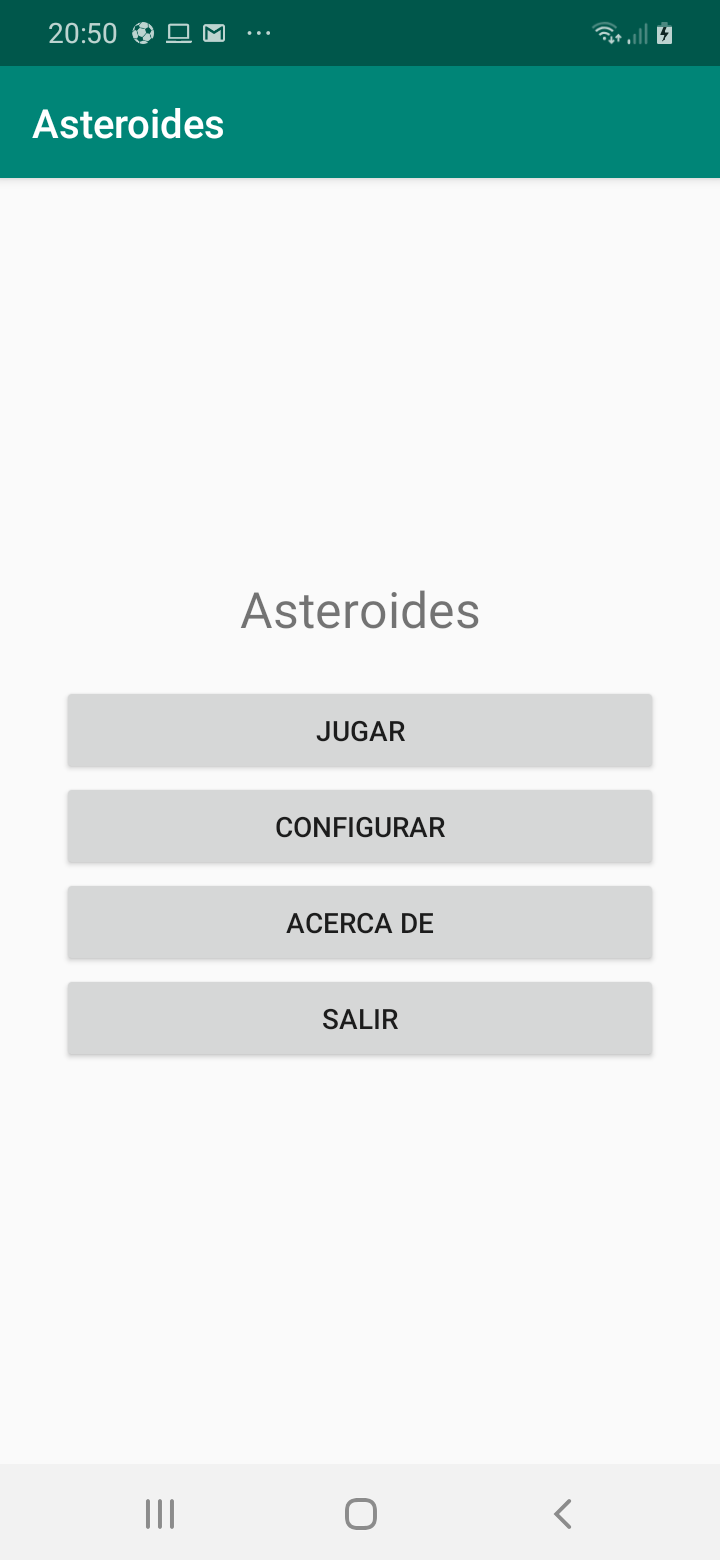 20:50
Asteroides
Asteroides
JUGAR
CONFIGURAR
ACERCA DE
SALIR